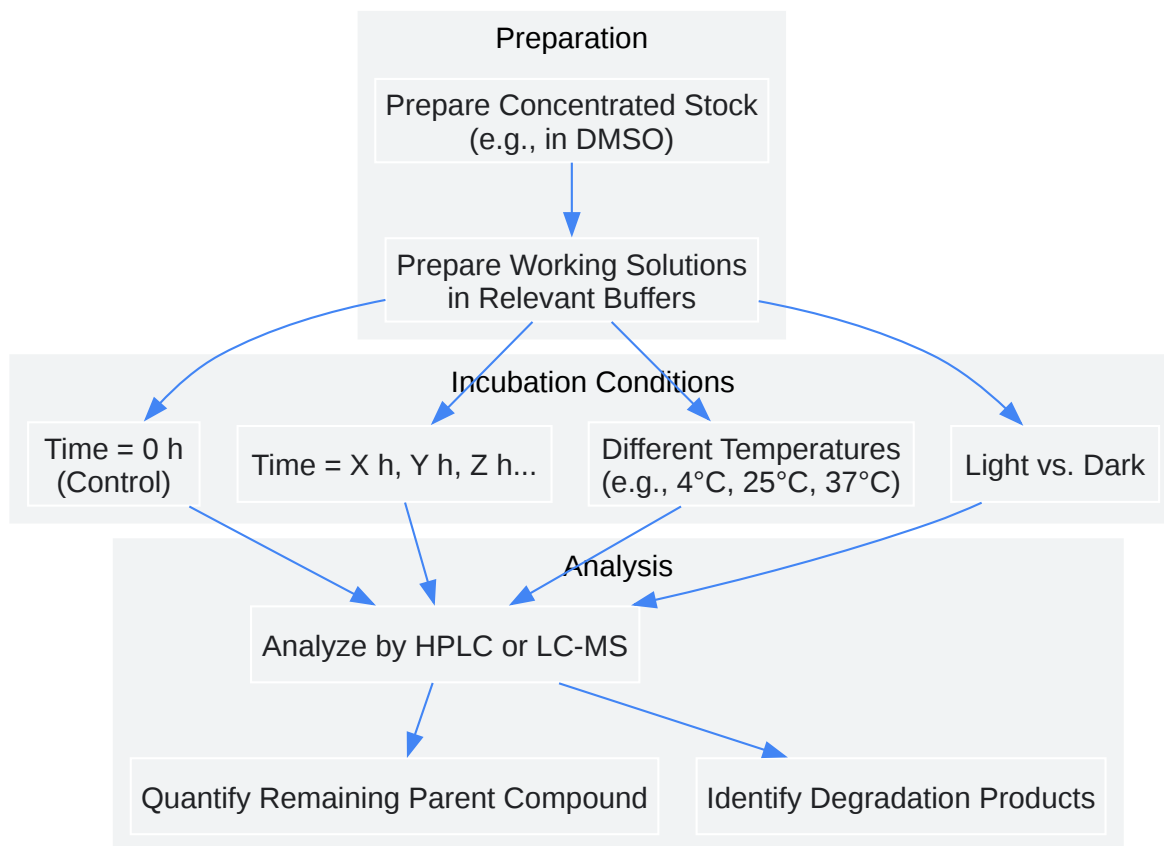 Preparation
Prepare Concentrated Stock
(e.g., in DMSO)
Prepare Working Solutions
in Relevant Buffers
Incubation Conditions
Time = 0 h
(Control)
Time = X h, Y h, Z h...
Different Temperatures
(e.g., 4°C, 25°C, 37°C)
Light vs. Dark
Analysis
Analyze by HPLC or LC-MS
Quantify Remaining Parent Compound
Identify Degradation Products